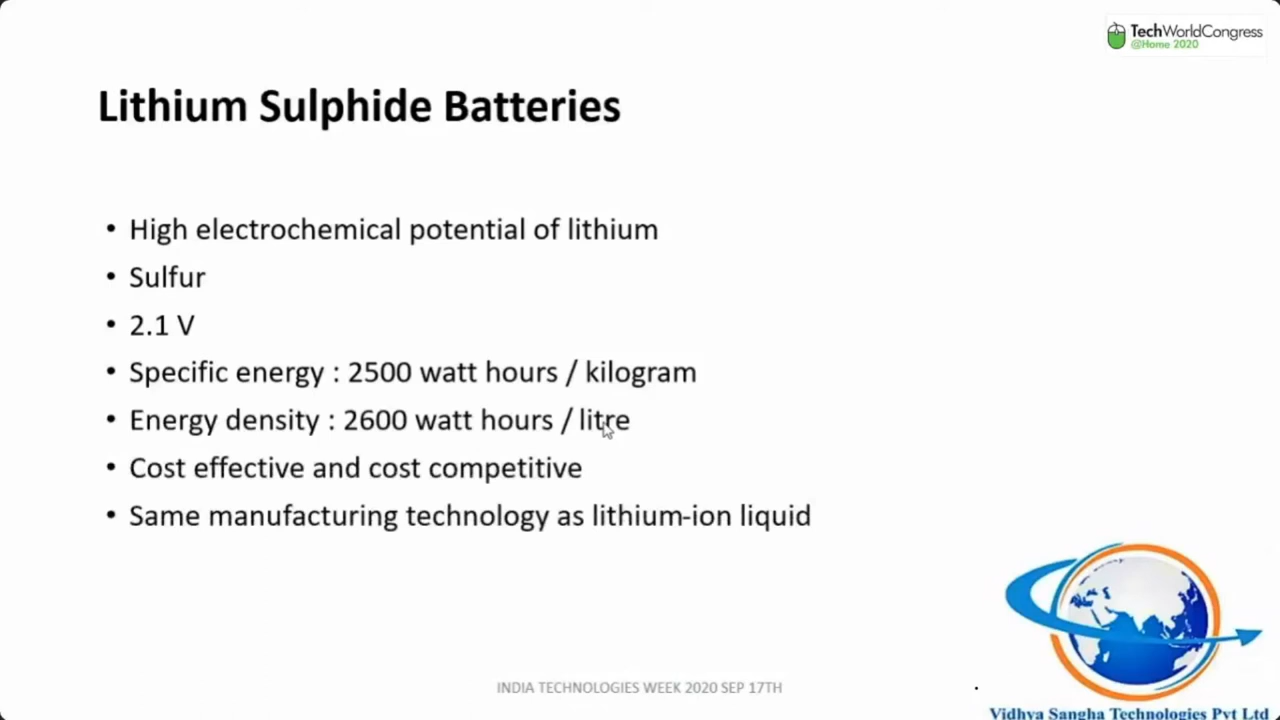 TechWorldCongress
@Home 2020
Lithium Sulphide Batteries
• High electrochemical potential of lithium
• Sulfur
• 2.1 V
• Specific energy : 2500 watt hours / kilogram
• Energy density : 2600 watt hours / litre
• Cost effective and cost competitive
• Same manufacturing technology as lithium-ion liquid
INDIA TECHNOLOGIES WEEK 2020 SEP 17TH
.
Vidhya Sangha Technologies Pvt Ltd